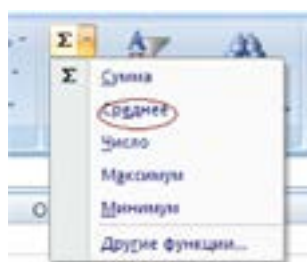 Σ
Σ Сумма
Среднее
Число
Максимум
Минимум
Другие функции...
О